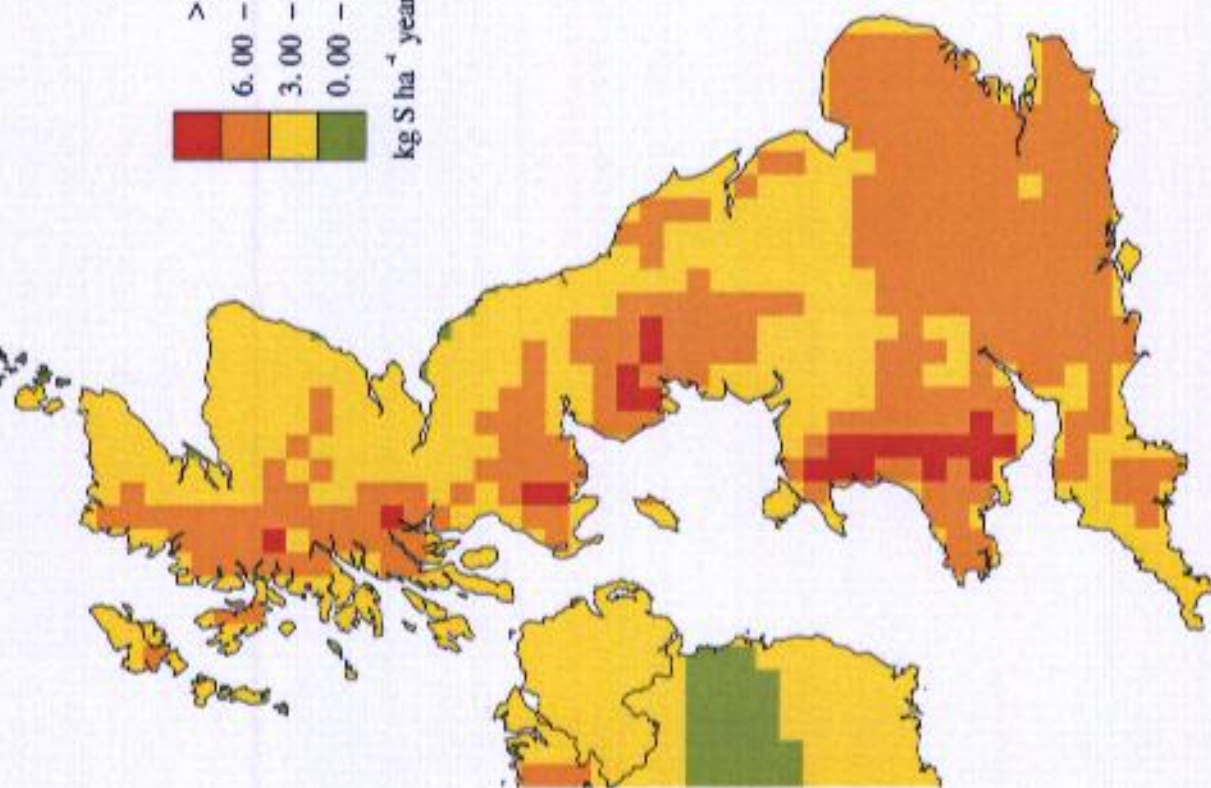 >
6.00 –
3.00 –
0.00 –
kg S ha⁻¹ year